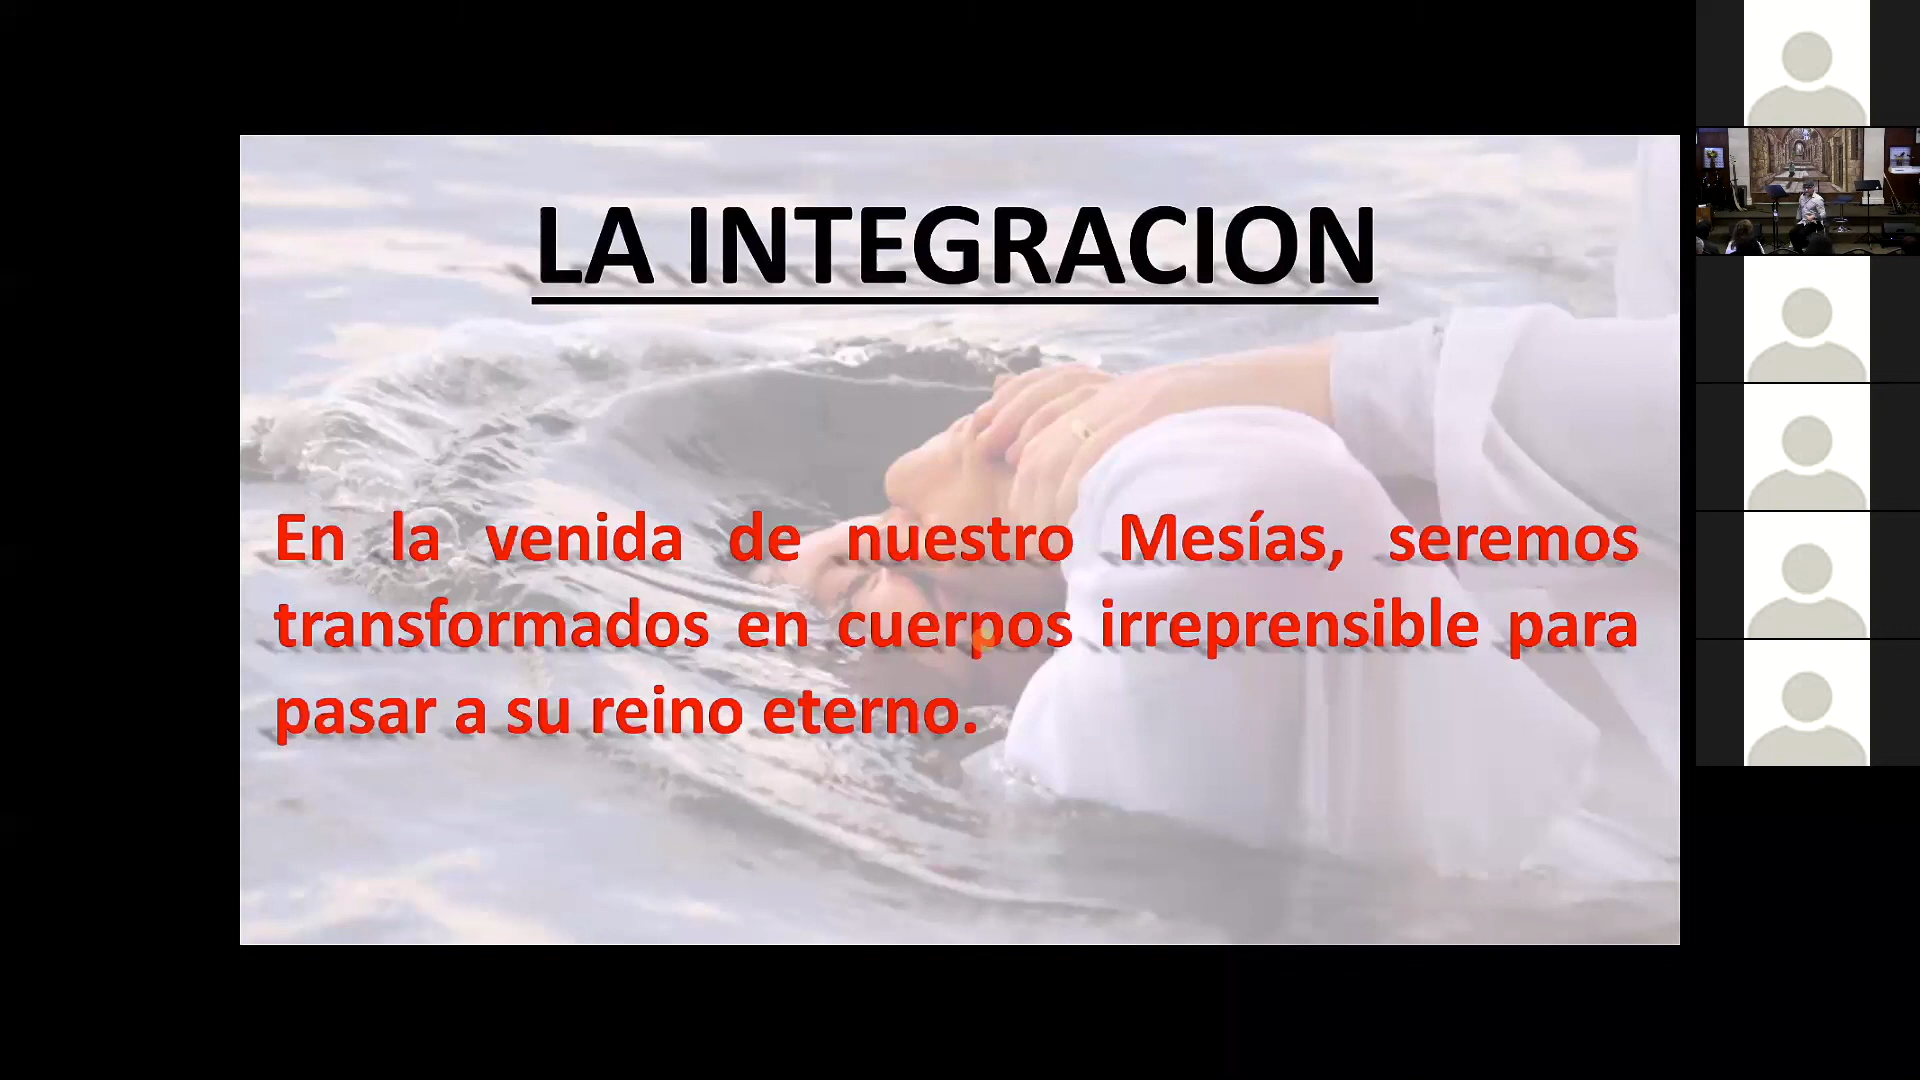 LA INTEGRACION
En la venida de nuestro Mesías, seremos
transformados en cuerpos irreprensible para
pasar a su reino eterno.